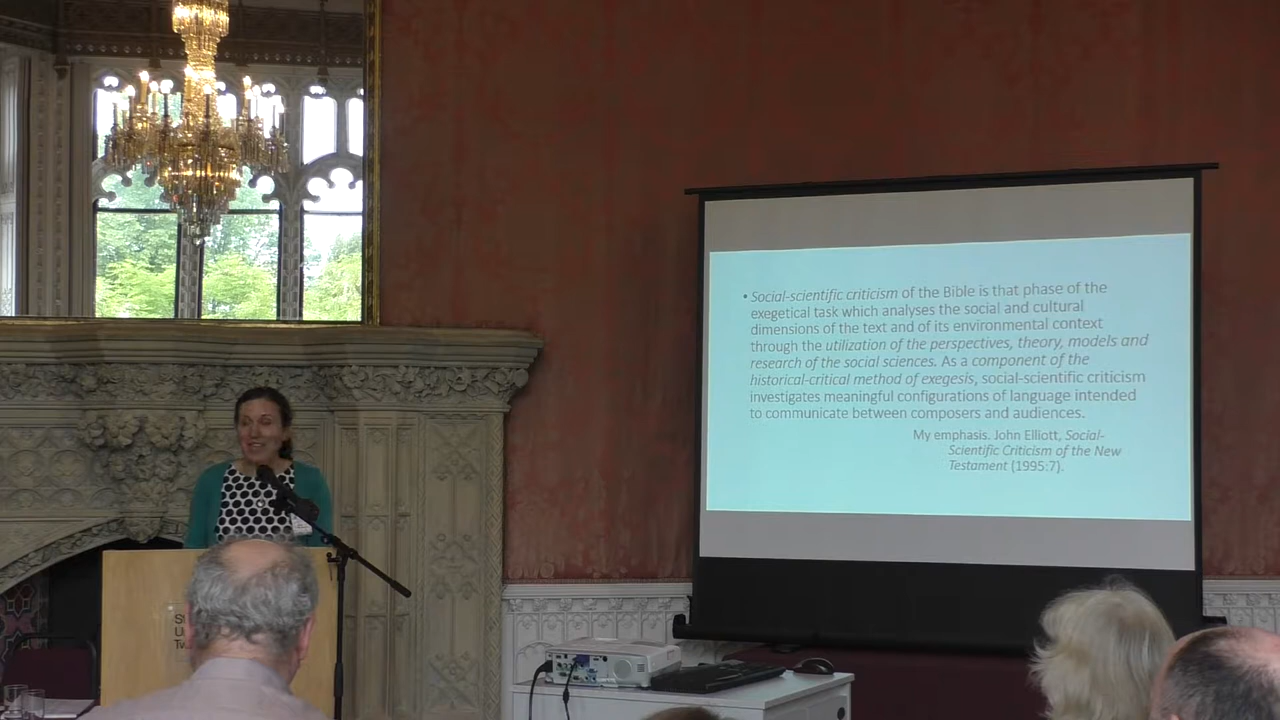 • Social-scientific criticism of the Bible is that phase of the
exegetical task which analyses the social and cultural
dimensions of the text and of its environmental context
through the utilization of the perspectives, theory, models and
research of the social sciences. As a component of the
historical-critical method of exegesis, social-scientific criticism
investigates meaningful configurations of language intended
to communicate between composers and audiences.
My emphasis. John Elliott, Social-
Scientific Criticism of the New
Testament (1995:7).